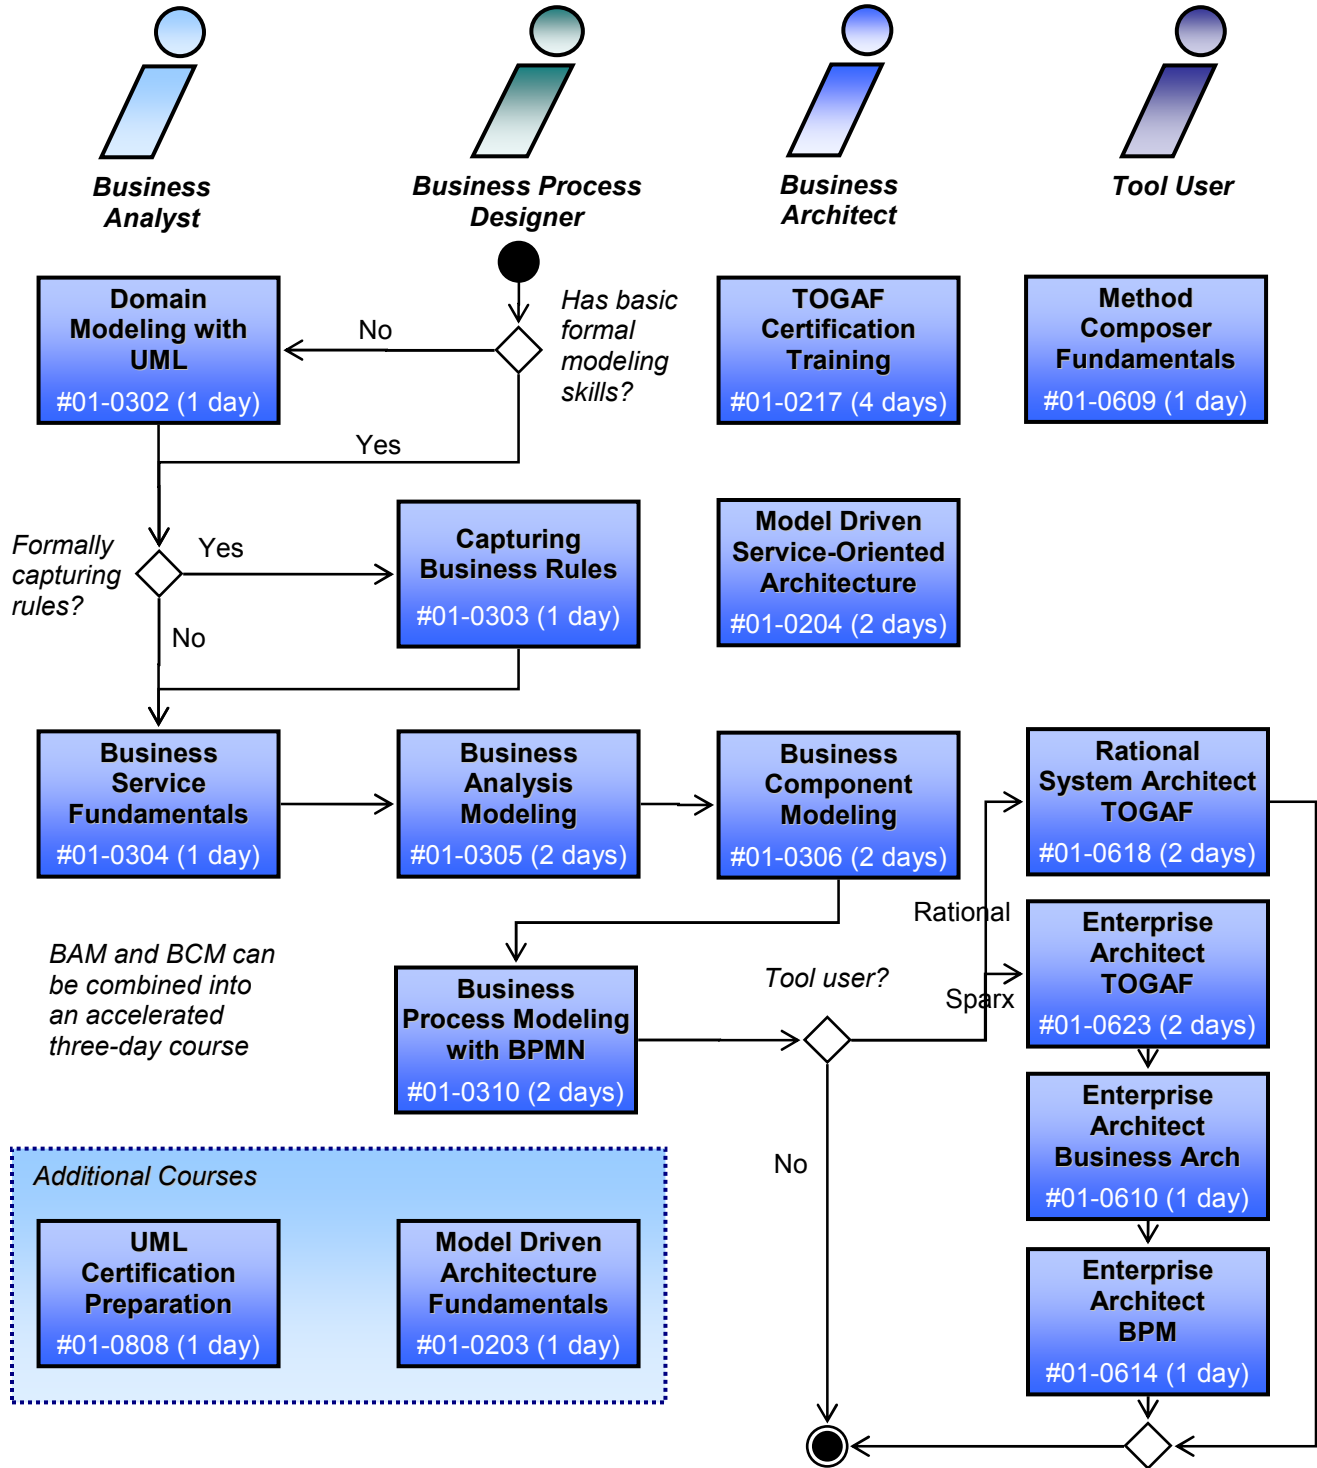 Business
Analyst
Business Process
Designer
Business
Architect
Tool User
Domain
Modeling with
UML
#01-0302 (1 day)
No
Has basic
formal
modeling
skills?
TOGAF
Certification
Training
#01-0217 (4 days)
Method
Composer
Fundamentals
#01-0609 (1 day)
Yes
Formally
capturing
rules?
Yes
No
Capturing
Business Rules
#01-0303 (1 day)
Model Driven
Service-Oriented
Architecture
#01-0204 (2 days)
Business
Service
Fundamentals
#01-0304 (1 day)
Business
Analysis
Modeling
#01-0305 (2 days)
Business
Component
Modeling
#01-0306 (2 days)
Rational
System Architect
TOGAF
#01-0618 (2 days)
BAM and BCM can
be combined into
an accelerated
three-day course
Business
Process Modeling
with BPMN
#01-0310 (2 days)
Tool user?
Rational
Sparx
No
Enterprise
Architect
TOGAF
#01-0623 (2 days)
Enterprise
Architect
Business Arch
#01-0610 (1 day)
Enterprise
Architect
BPM
#01-0614 (1 day)
Additional Courses
UML
Certification
Preparation
#01-0808 (1 day)
Model Driven
Architecture
Fundamentals
#01-0203 (1 day)